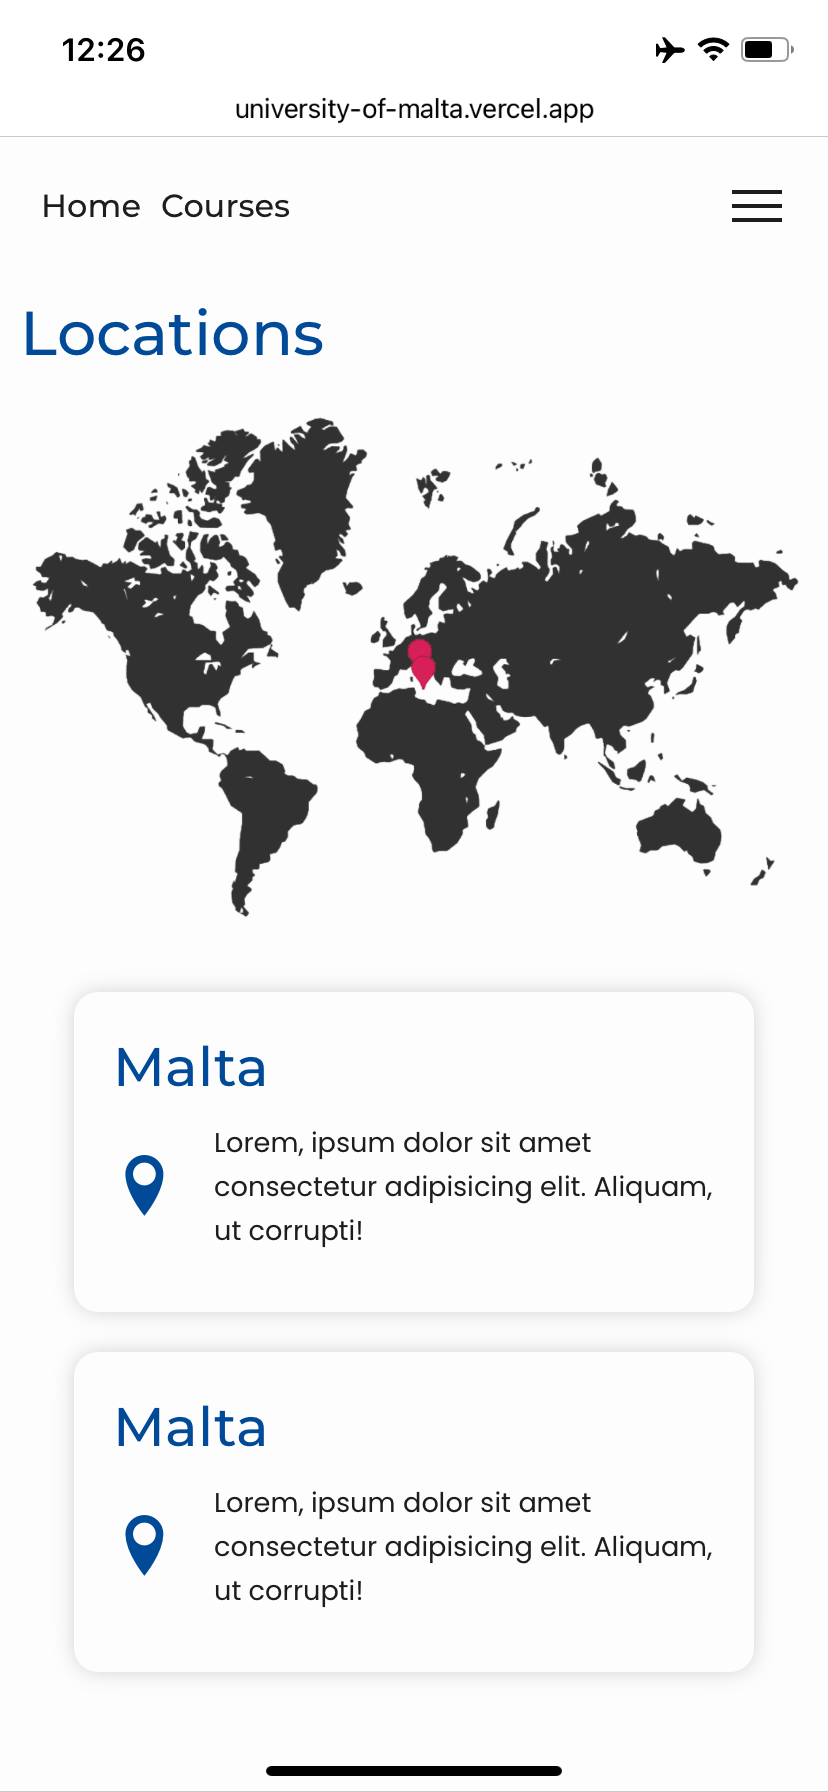 12:26
university-of-malta.vercel.app
Home Courses
Locations
Malta
Lorem, ipsum dolor sit amet
consectetur adipisicing elit. Aliquam,
ut corrupti!
Malta
Lorem, ipsum dolor sit amet
consectetur adipisicing elit. Aliquam,
ut corrupti!